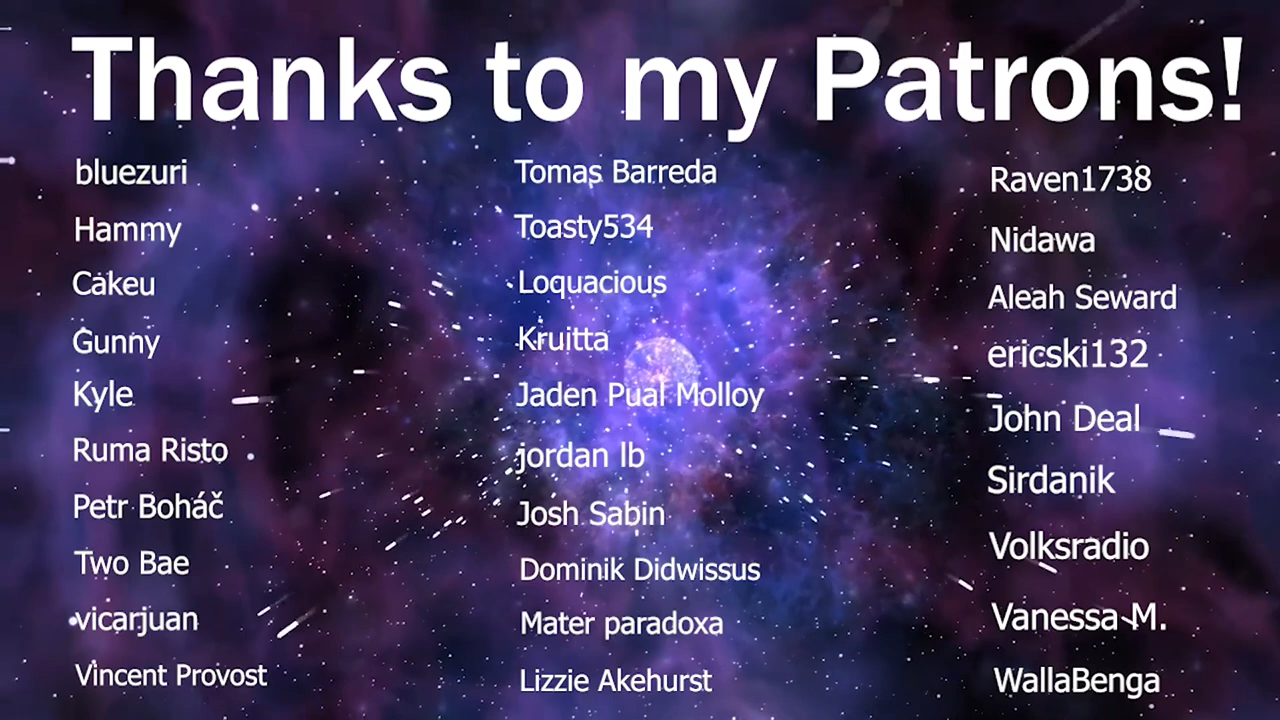 Thanks to my Patrons!
bluezuri
Hammy
Cakeu
Gunny
Kyle
Ruma Risto
Petr Boháč
Two Bae
vicarjuan
Vincent Provost
Tomas Barreda
Toasty534
Loquacious
Kruitta
Jaden Pual Molloy
jordan lb
Josh Sabin
Dominik Didwissus
Mater paradoxa
Lizzie Akehurst
Raven1738
Nidawa
Aleah Seward
ericski132
John Deal
Sirdanik
Volksradio
Vanessa M.
WallaBenga